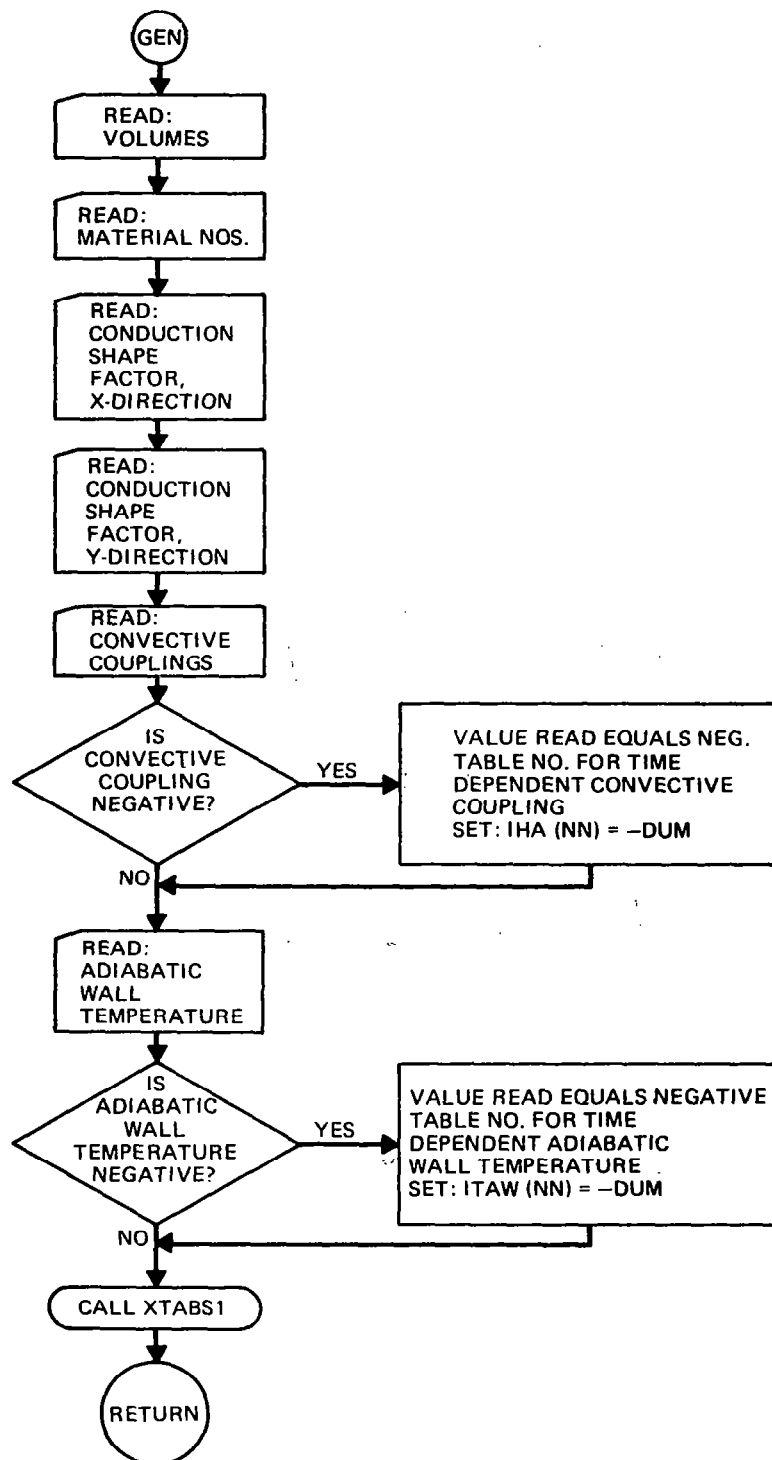 GEN
READ:
VOLUMES
READ:
MATERIAL NOS.
READ:
CONDUCTION
SHAPE
FACTOR,
X-DIRECTION
READ:
CONDUCTION
SHAPE
FACTOR,
Y-DIRECTION
READ:
CONVECTIVE
COUPLINGS
IS
CONVECTIVE
COUPLING
NEGATIVE?
YES
VALUE READ EQUALS NEG.
TABLE NO. FOR TIME
DEPENDENT CONVECTIVE
COUPLING
SET: IHA (NN) = –DUM
NO
READ:
ADIABATIC
WALL
TEMPERATURE
IS
ADIABATIC
WALL
TEMPERATURE
NEGATIVE?
YES
VALUE READ EQUALS NEGATIVE
TABLE NO. FOR TIME
DEPENDENT ADIABATIC
WALL TEMPERATURE
SET: ITAW (NN) = –DUM
NO
CALL XTABS1
RETURN